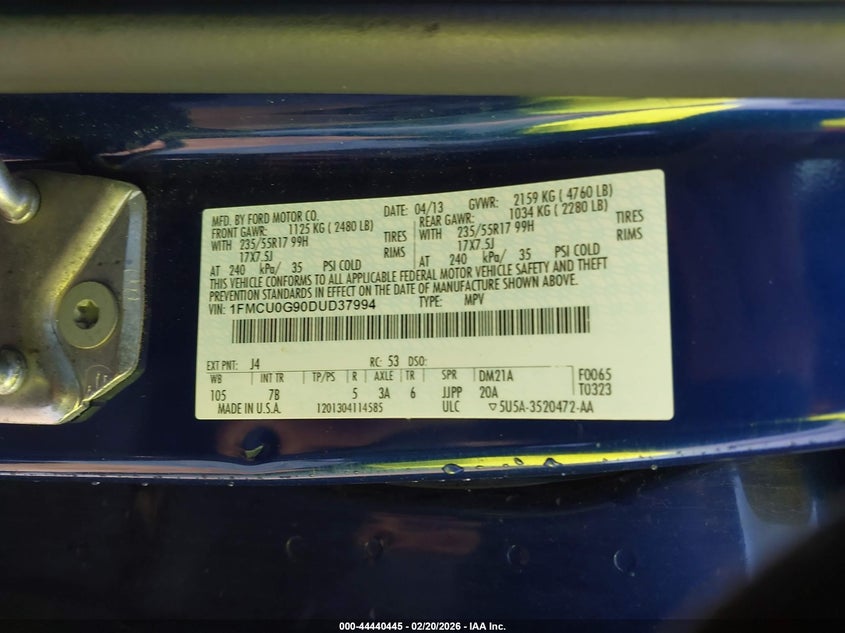 MFD. BY FORD MOTOR CO. DATE: 04/13 GVWR: 2159 KG ( 4760 LB)
FRONT GAWR: 1125 KG ( 2480 LB) REAR GAWR: 1034 KG ( 2280 LB)
WITH 235/55R17 99H TIRES WITH 235/55R17 99H TIRES
17X7.5J RIMS 17X7.5J RIMS
AT 240 kPa/ 35 PSI COLD AT 240 kPa/ 35 PSI COLD
THIS VEHICLE CONFORMS TO ALL APPLICABLE FEDERAL MOTOR VEHICLE SAFETY AND THEFT
PREVENTION STANDARDS IN EFFECT ON THE DATE OF MANUFACTURE SHOWN ABOVE.
VIN: 1FMCU0G90DUD37994 TYPE: MPV
EXT PNT: J4 RC: 53 DSO:
WB INT TR TP/PS R AXLE TR SPR DM21A F0065
105 7B 5 3A 6 JJPP 20A T0323
MADE IN U.S.A. 1201304114585 ULC ▽5U5A-3520472-AA
000-44440445 — 02/20/2026 — IAA Inc.